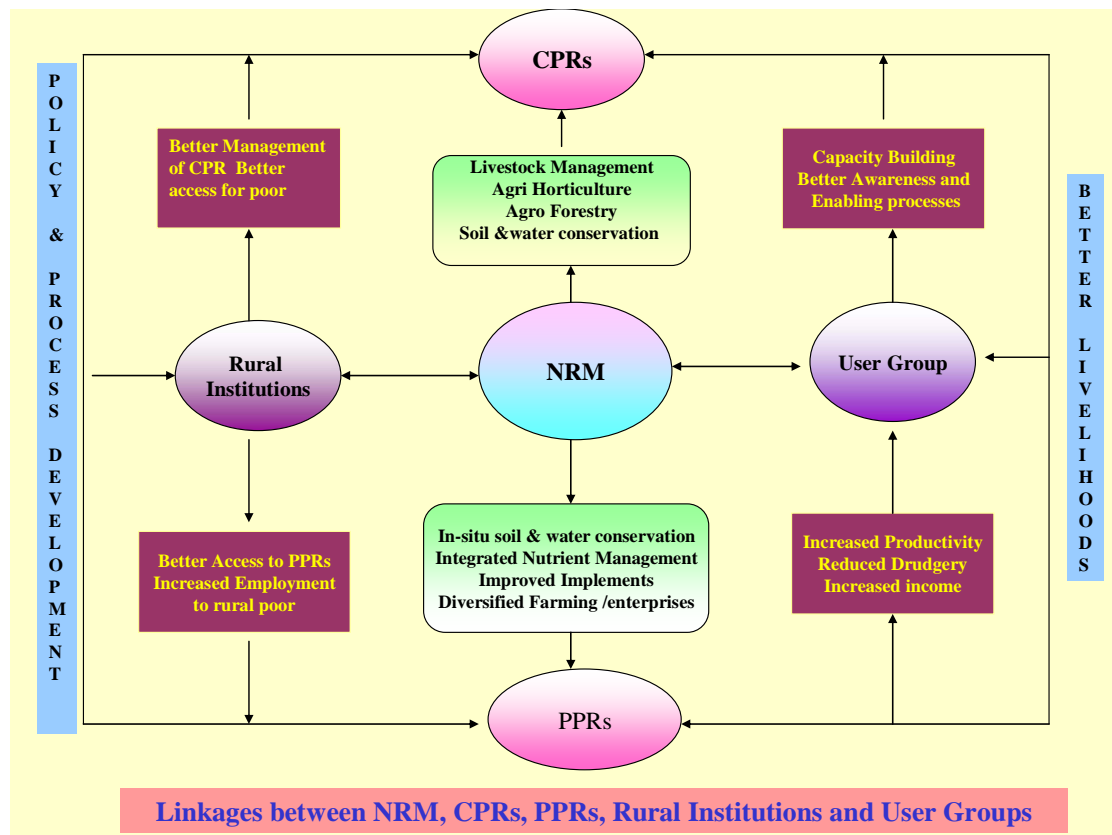 POLICY & PROCESS DEVELOPMENT
CPRs
Better Management
of CPR Better
access for poor
Livestock Management
Agri Horticulture
Agro Forestry
Soil &water conservation
Capacity Building
Better Awareness and
Enabling processes
BETTER LIVELIHOODS
Rural
Institutions
NRM
User Group
Better Access to PPRs
Increased Employment
to rural poor
In-situ soil & water conservation
Integrated Nutrient Management
Improved Implements
Diversified Farming /enterprises
Increased Productivity
Reduced Drudgery
Increased income
PPRs
Linkages between NRM, CPRs, PPRs, Rural Institutions and User Groups